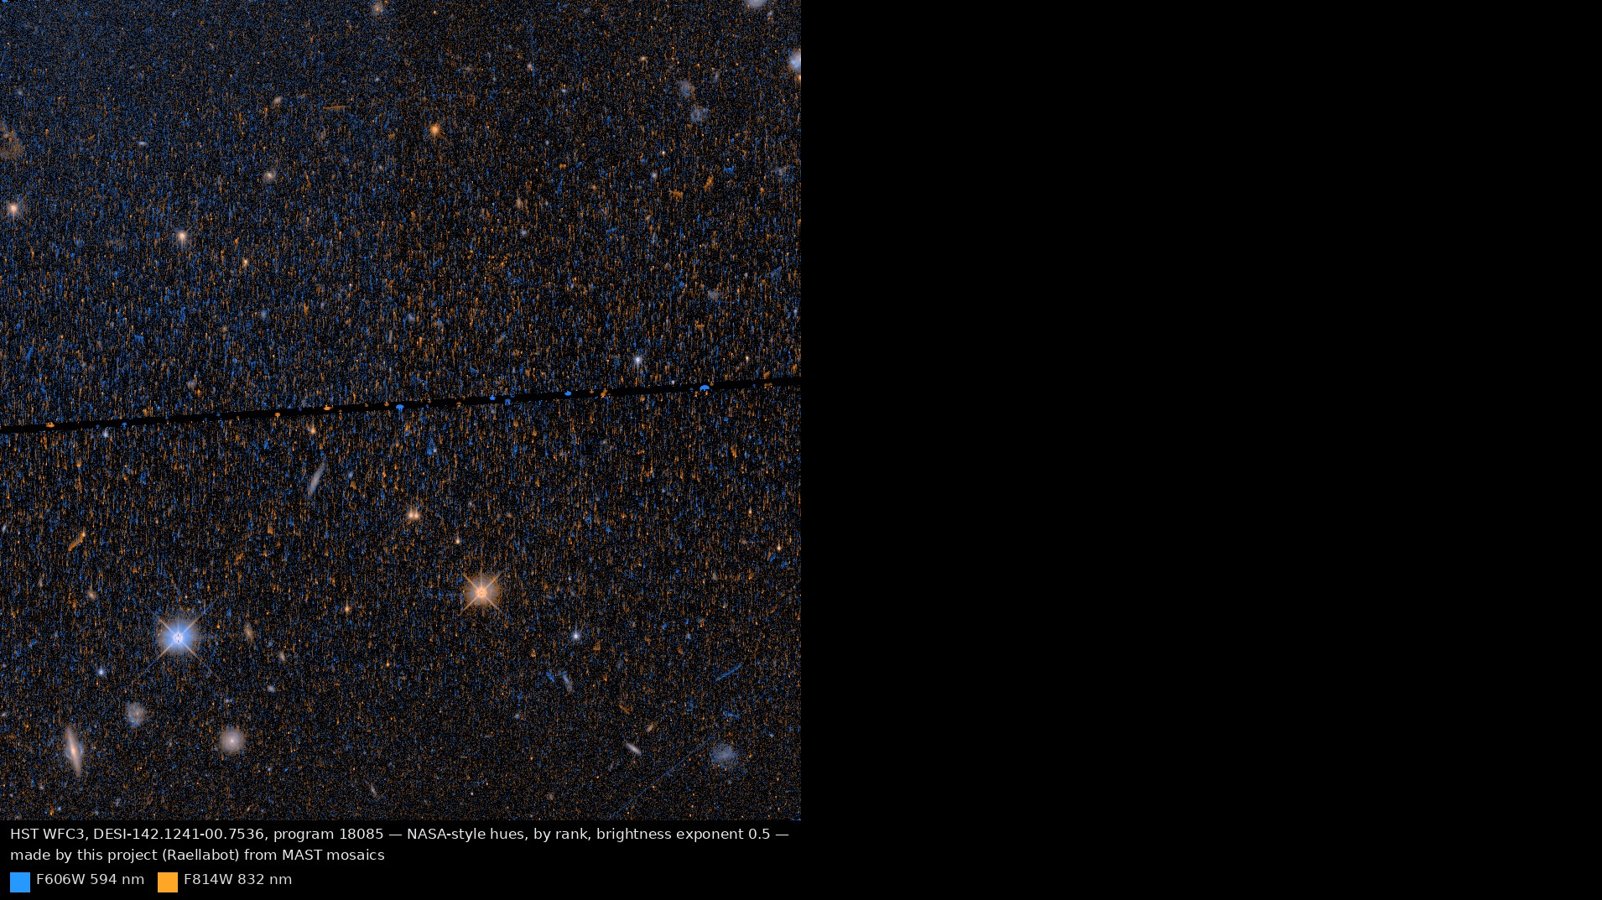 HST WFC3, DESI-142.1241-00.7536, program 18085 — NASA-style hues, by rank, brightness exponent 0.5 —
made by this project (Raellabot) from MAST mosaics
F606W 594 nm F814W 832 nm